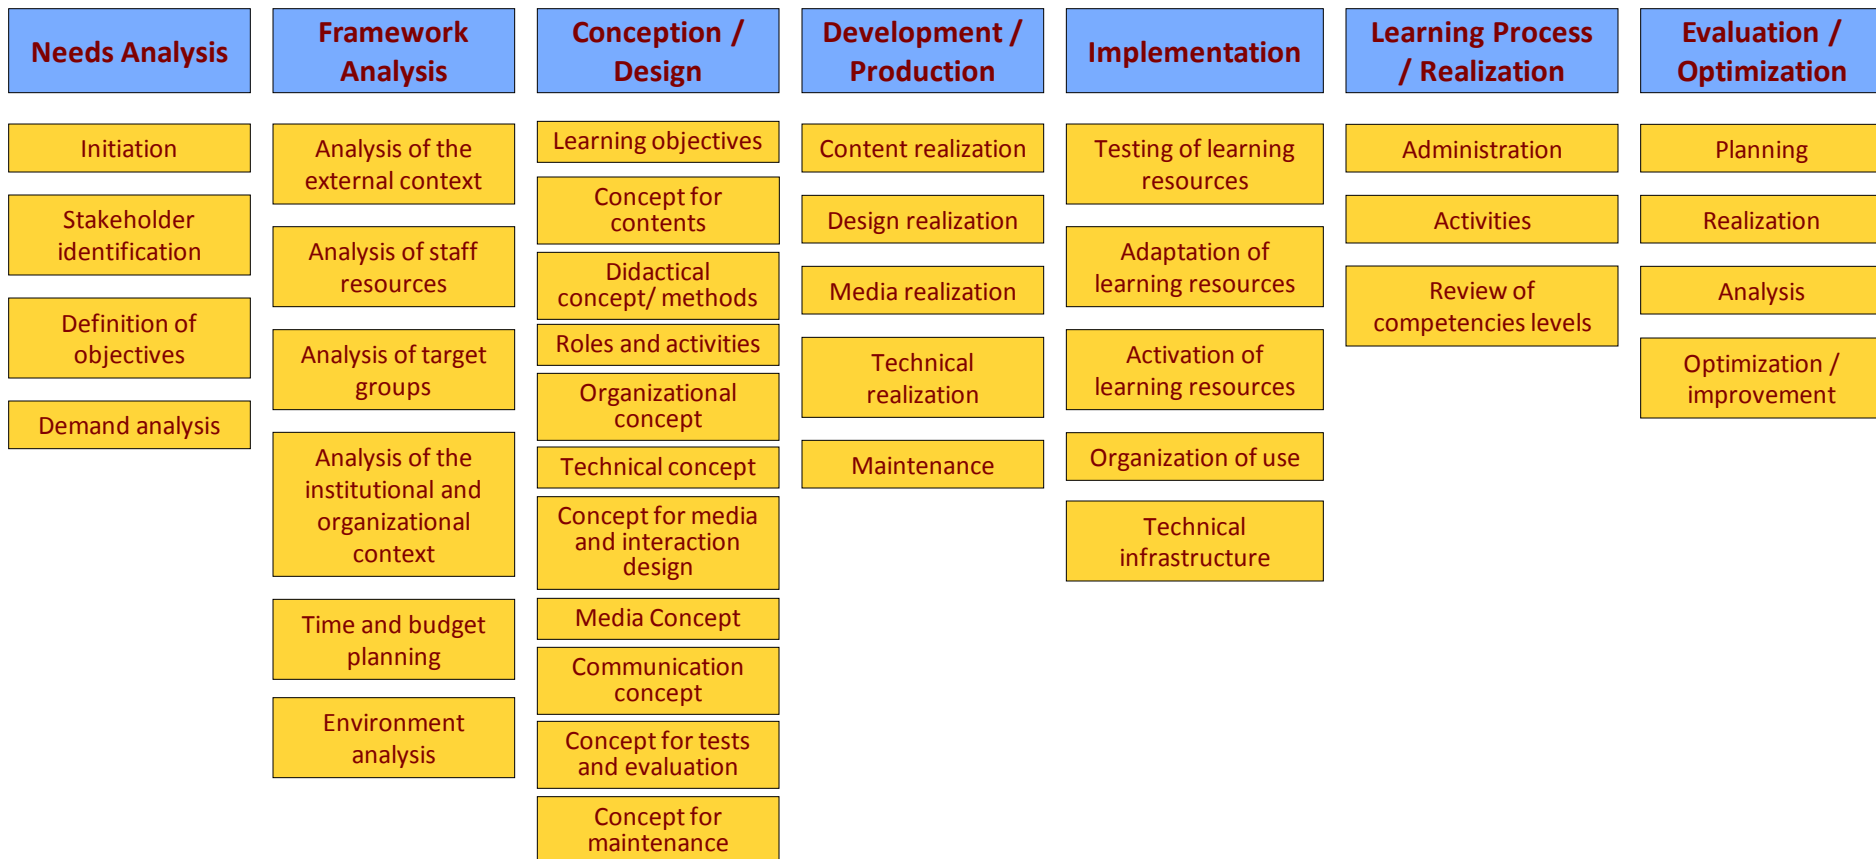 Needs Analysis
Initiation
Stakeholder
identification
Definition of
objectives
Demand analysis
Framework
Analysis
Analysis of the
external context
Analysis of staff
resources
Analysis of target
groups
Analysis of the
institutional and
organizational
context
Time and budget
planning
Environment
analysis
Conception /
Design
Learning objectives
Concept for
contents
Didactical
concept/ methods
Roles and activities
Organizational
concept
Technical concept
Concept for media
and interaction
design
Media Concept
Communication
concept
Concept for tests
and evaluation
Concept for
maintenance
Development /
Production
Content realization
Design realization
Media realization
Technical
realization
Maintenance
Implementation
Testing of learning
resources
Adaptation of
learning resources
Activation of
learning resources
Organization of use
Technical
infrastructure
Learning Process
/ Realization
Administration
Activities
Review of
competencies levels
Evaluation /
Optimization
Planning
Realization
Analysis
Optimization /
improvement